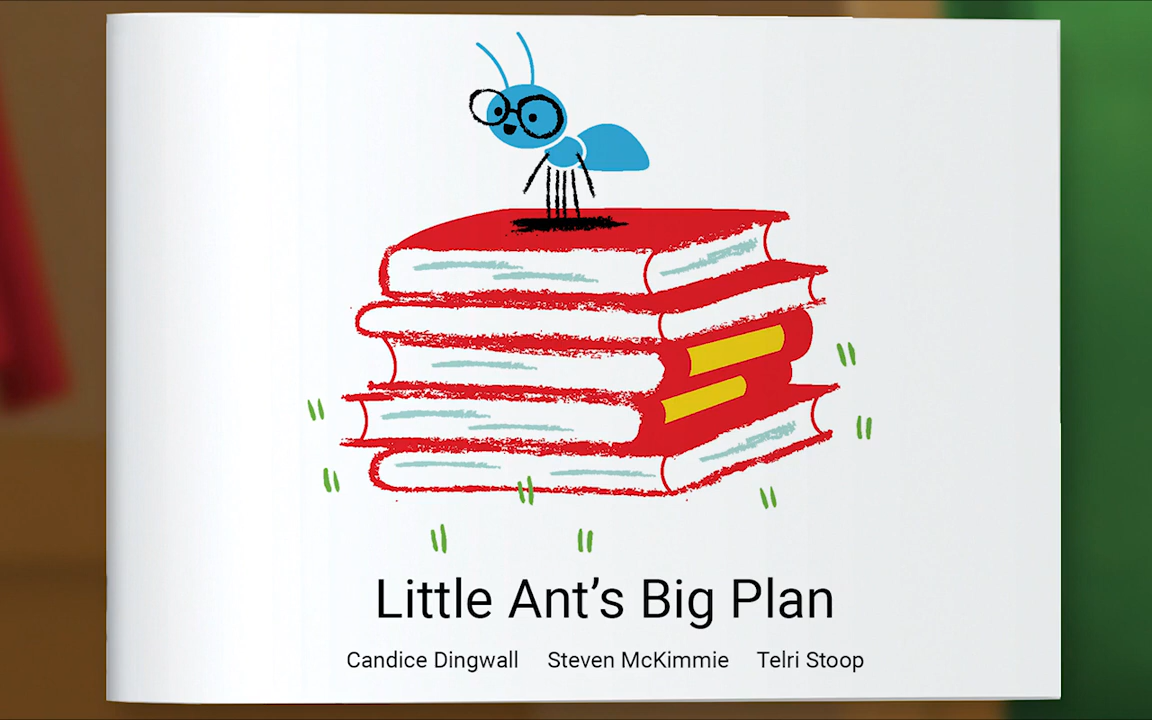 Little Ant’s Big Plan
Candice Dingwall Steven McKimmie Telri Stoop